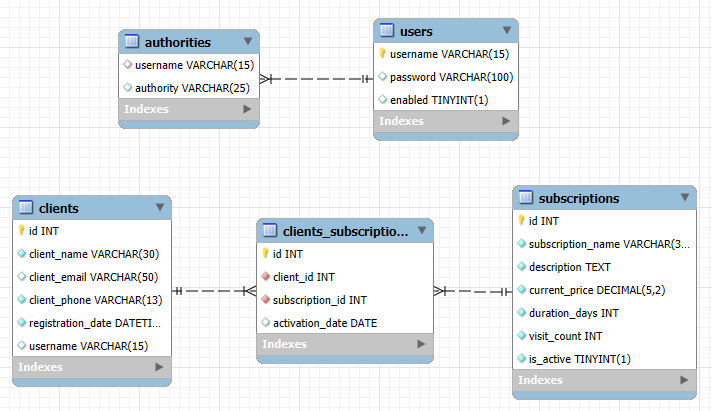 authorities
username VARCHAR(15)
authority VARCHAR(25)
Indexes
users
username VARCHAR(15)
password VARCHAR(100)
enabled TINYINT(1)
Indexes
clients
id INT
client_name VARCHAR(30)
client_email VARCHAR(50)
client_phone VARCHAR(13)
registration_date DATETI...
username VARCHAR(15)
Indexes
clients_subscriptio...
id INT
client_id INT
subscription_id INT
activation_date DATE
Indexes
subscriptions
id INT
subscription_name VARCHAR(3...
description TEXT
current_price DECIMAL(5,2)
duration_days INT
visit_count INT
is_active TINYINT(1)
Indexes